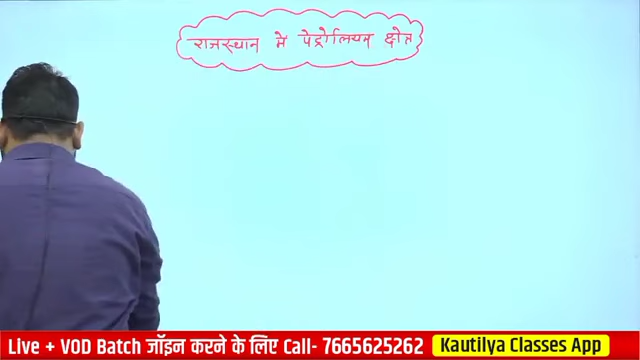 राजस्थान मे पेट्रोलियम क्षेत्र
Live + VOD Batch जॉइन करने के लिए Call- 7665625262 Kautilya Classes App